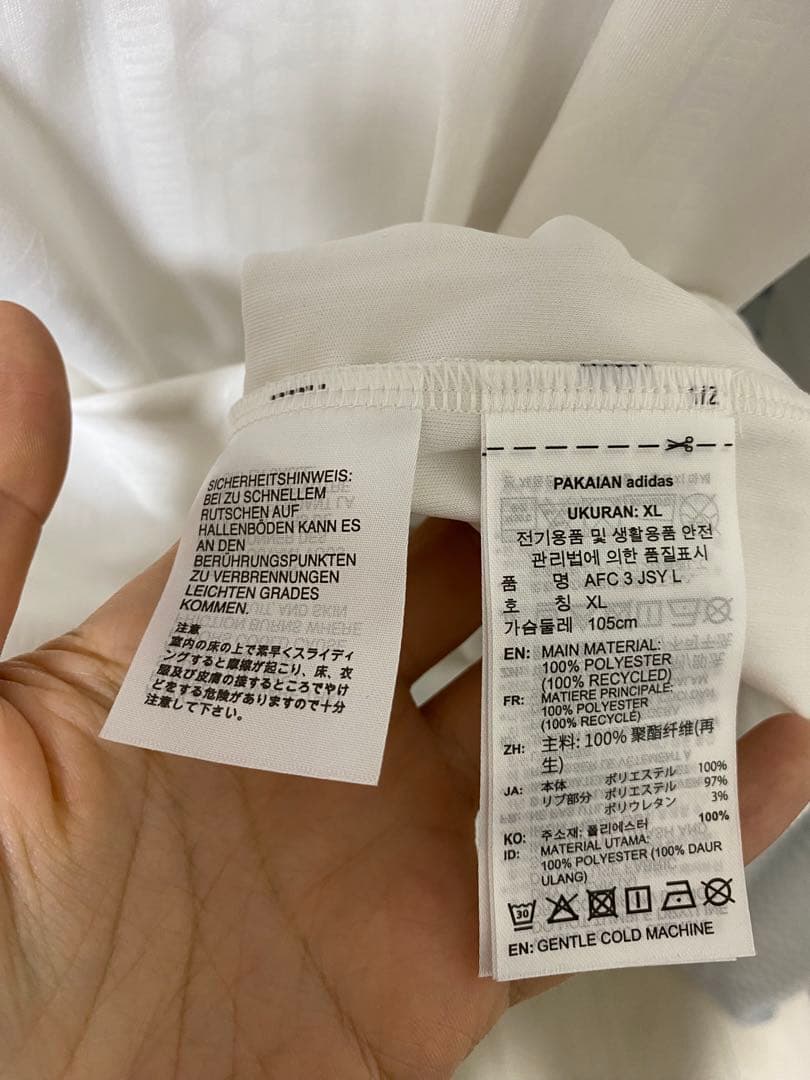 SICHERHEITSHINWEIS:
BEI ZU SCHNELLEM
RUTSCHEN AUF
HALLENBÖDEN KANN ES
AN DEN
BERÜHRUNGSPUNKTEN
ZU VERBRENNUNGEN
LEICHTEN GRADES
KOMMEN.
注意
室内の床の上で素早くスライディ
ングすると摩擦が起こり、床、衣
服及び皮膚の接するところでやけ
どをする危険がありますので十分
注意して下さい。
1/2
PAKAIAN adidas
UKURAN: XL
전기용품 및 생활용품 안전
관리법에 의한 품질표시
품 명 AFC 3 JSY L
호 칭 XL
가슴둘레 105cm
EN: MAIN MATERIAL:
100% POLYESTER
(100% RECYCLED)
FR: MATIERE PRINCIPALE:
100% POLYESTER
(100% RECYCLÉ)
ZH: 主料: 100% 聚酯纤维(再
生)
JA: 本体 ポリエステル 100%
リブ部分 ポリエステル 97%
ポリウレタン 3%
KO: 주소재: 폴리에스터 100%
ID: MATERIAL UTAMA:
100% POLYESTER (100% DAUR
ULANG)
30
EN: GENTLE COLD MACHINE